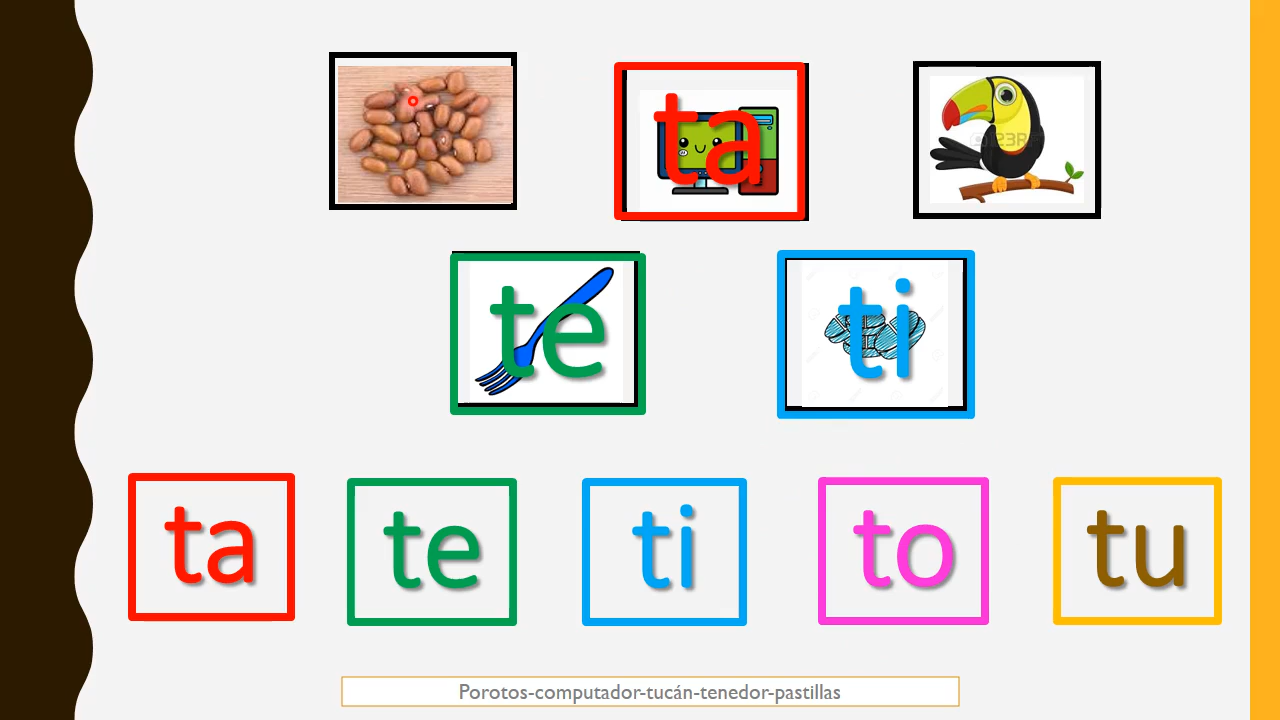 ta
te
ti
ta
te
ti
to
tu
Porotos-computador-tucán-tenedor-pastillas